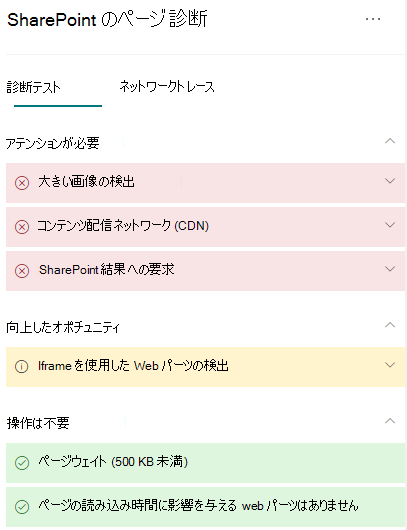 SharePoint のページ診断
診断テスト
ネットワークトレース
アテンションが必要
大きい画像の検出
コンテンツ配信ネットワーク (CDN)
SharePoint 結果への要求
向上したオポチュニティ
Iframe を使用した Web パーツの検出
操作は不要
ページウェイト (500 KB 未満)
ページの読み込み時間に影響を与える web パーツはありません